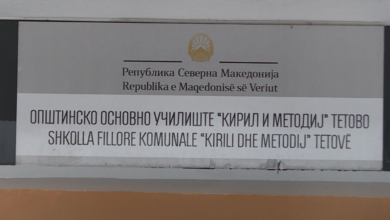 Република Северна Македонија
Republika e Maqedonisë së Veriut
ОПШТИНСКО ОСНОВНО УЧИЛИШТЕ "КИРИЛ И МЕТОДИЈ" ТЕТОВО
SHKOLLA FILLORE KOMUNALE "KIRILI DHE METODIJ" TETOVË